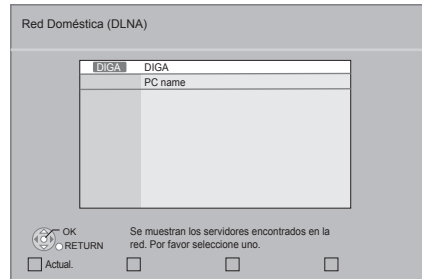 Red Doméstica (DLNA)
DIGA DIGA
PC name
OK
RETURN
Se muestran los servidores encontrados en la
red. Por favor seleccione uno.
Actual.